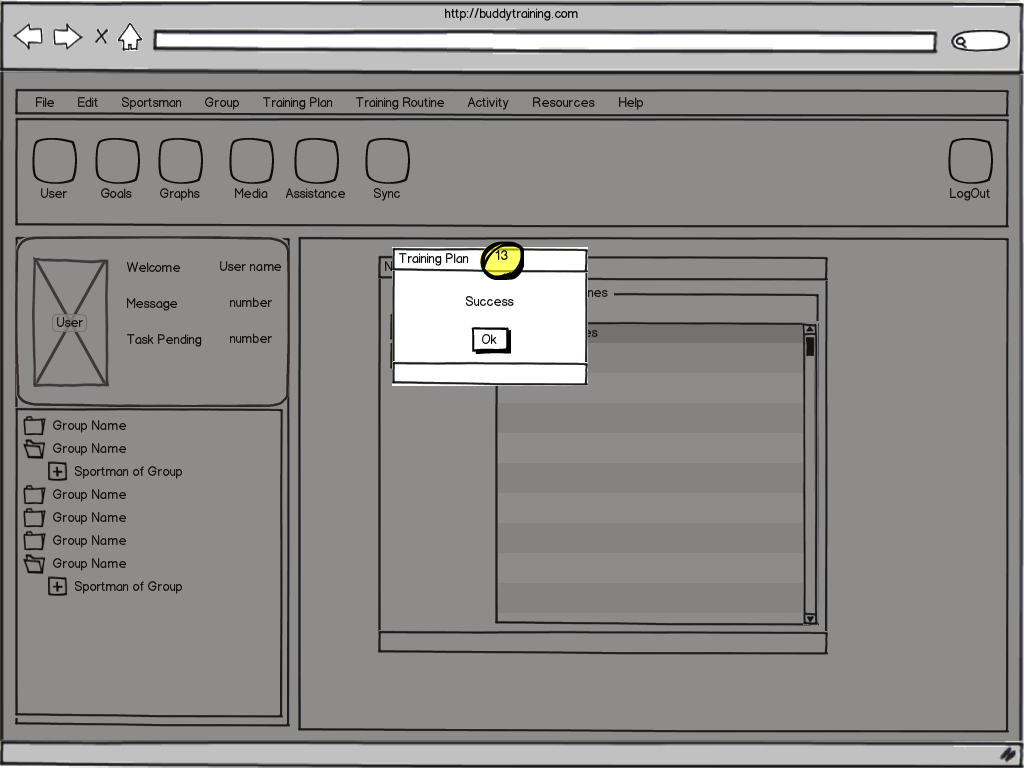 http://buddytraining.com
File Edit Sportsman Group Training Plan Training Routine Activity Resources Help
User Goals Graphs Media Assistance Sync LogOut
Welcome User name
Message number
Task Pending number
User
Group Name
Group Name
Sportman of Group
Group Name
Group Name
Group Name
Group Name
Sportman of Group
Training Plan 13
Success
Ok